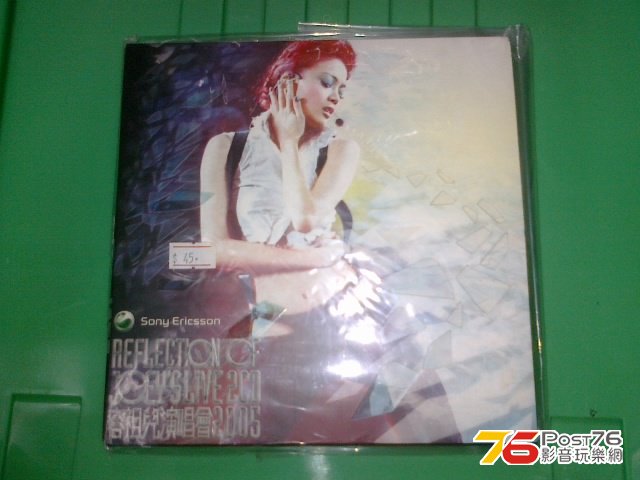 $ 45-
Sony Ericsson
REFLECTION OF
JOEY'S LIVE 2CD
容祖兒演唱會2005
76 Post76
影音玩樂網